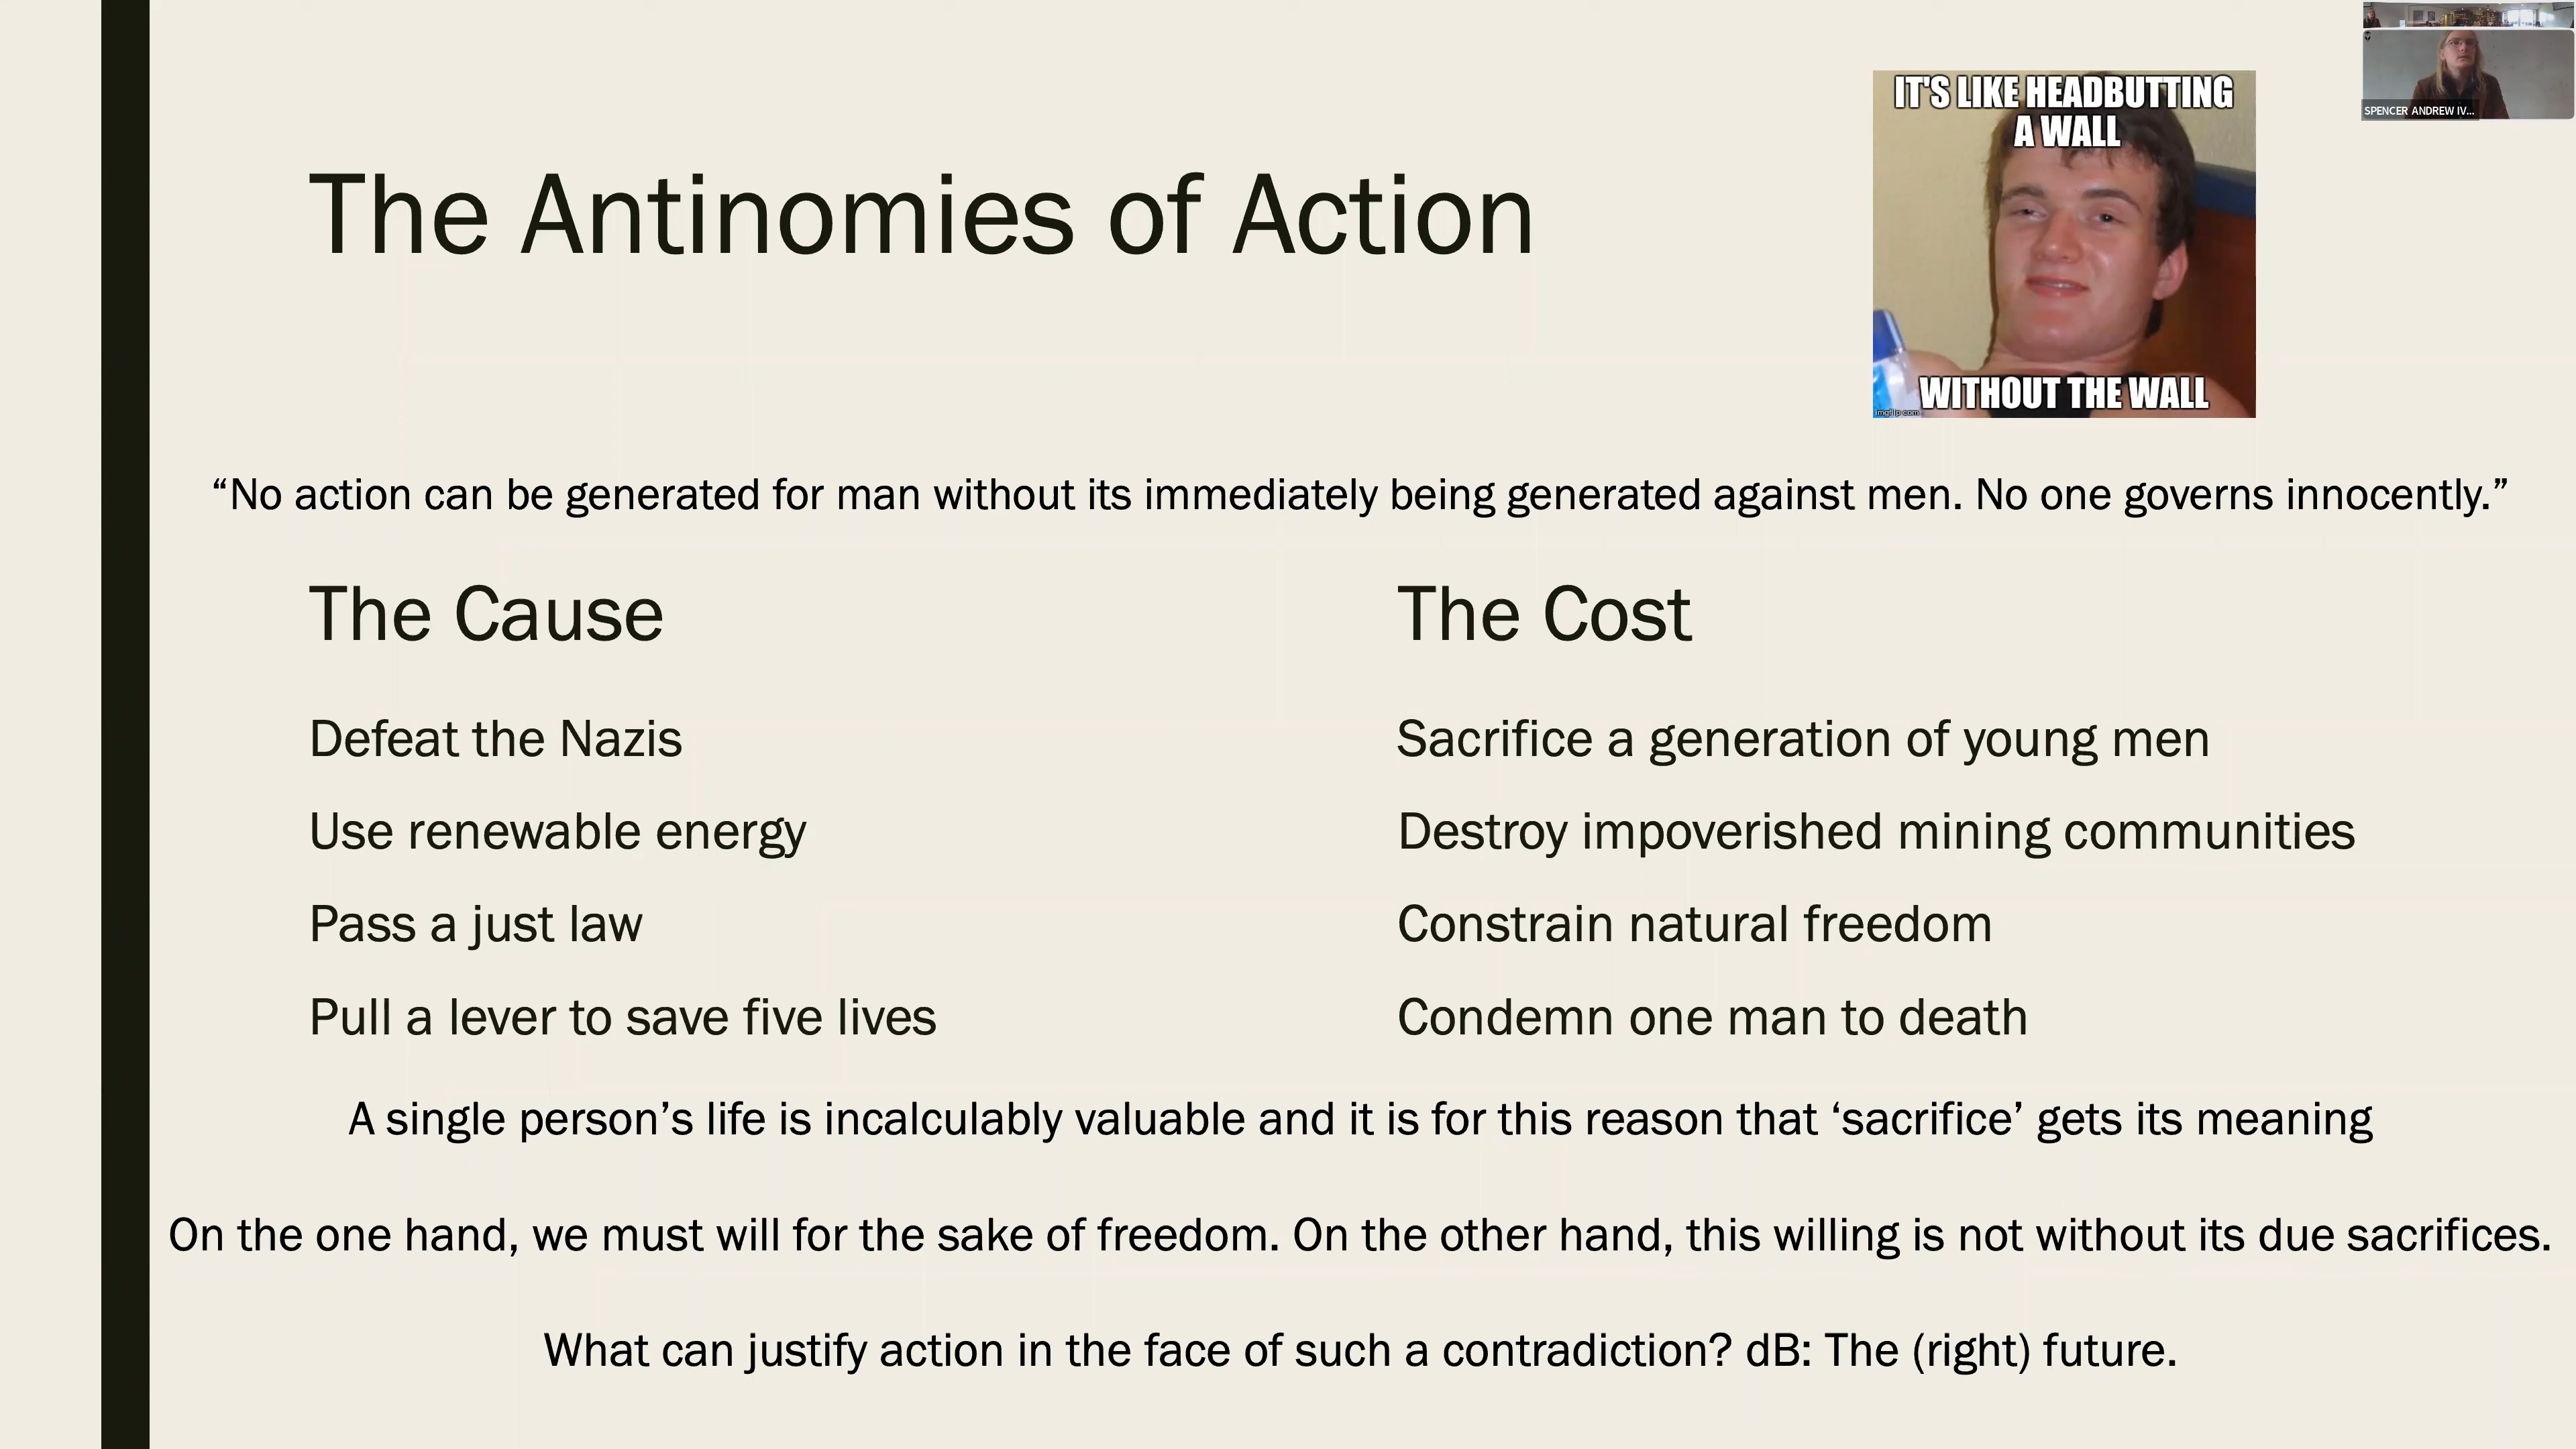 SPENCER ANDREW IV...
IT'S LIKE HEADBUTTING
A WALL
WITHOUT THE WALL
imgflip.com
The Antinomies of Action
“No action can be generated for man without its immediately being generated against men. No one governs innocently.”
The Cause
The Cost
Defeat the Nazis
Sacrifice a generation of young men
Use renewable energy
Destroy impoverished mining communities
Pass a just law
Constrain natural freedom
Pull a lever to save five lives
Condemn one man to death
A single person’s life is incalculably valuable and it is for this reason that ‘sacrifice’ gets its meaning
On the one hand, we must will for the sake of freedom. On the other hand, this willing is not without its due sacrifices.
What can justify action in the face of such a contradiction? dB: The (right) future.